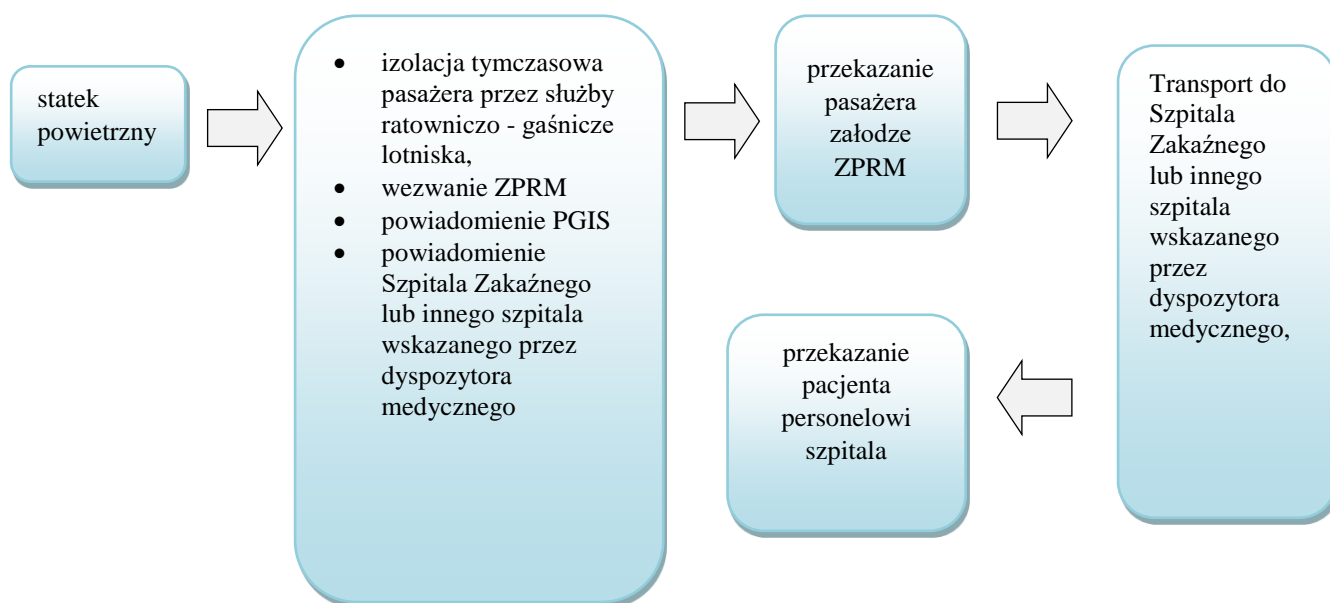 statek
powietrzny
• izolacja tymczasowa
pasażera przez służby
ratowniczo - gaśnicze
lotniska,
• wezwanie ZPRM
• powiadomienie PGIS
• powiadomienie
Szpitala Zakaźnego
lub innego szpitala
wskazanego przez
dyspozytora
medycznego
przekazanie
pasażera
załodze
ZPRM
Transport do
Szpitala
Zakaźnego
lub innego
szpitala
wskazanego
przez
dyspozytora
medycznego,
przekazanie
pacjenta
personelowi
szpitala